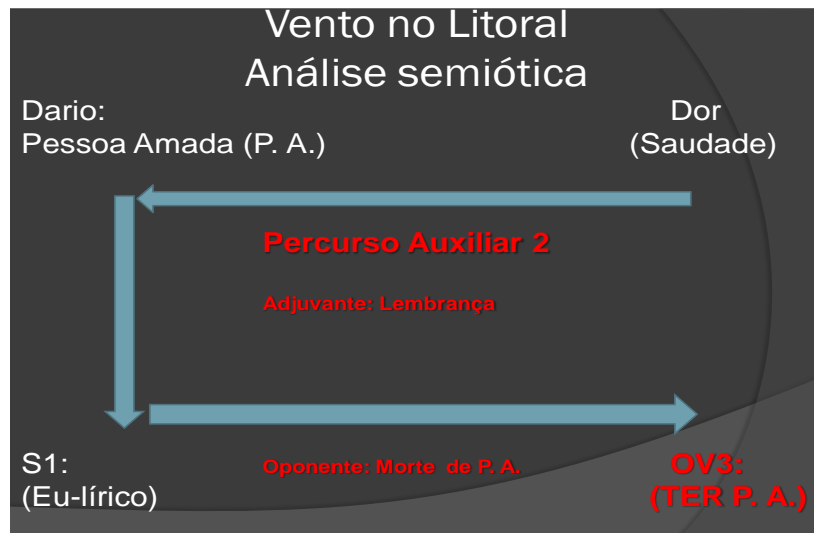 Vento no Litoral
Análise semiótica
Dario:
Pessoa Amada (P. A.)
Dor
(Saudade)
Percurso Auxiliar 2
Adjuvante: Lembrança
S1:
(Eu-lírico)
Oponente: Morte de P. A.
OV3:
(TER P. A.)